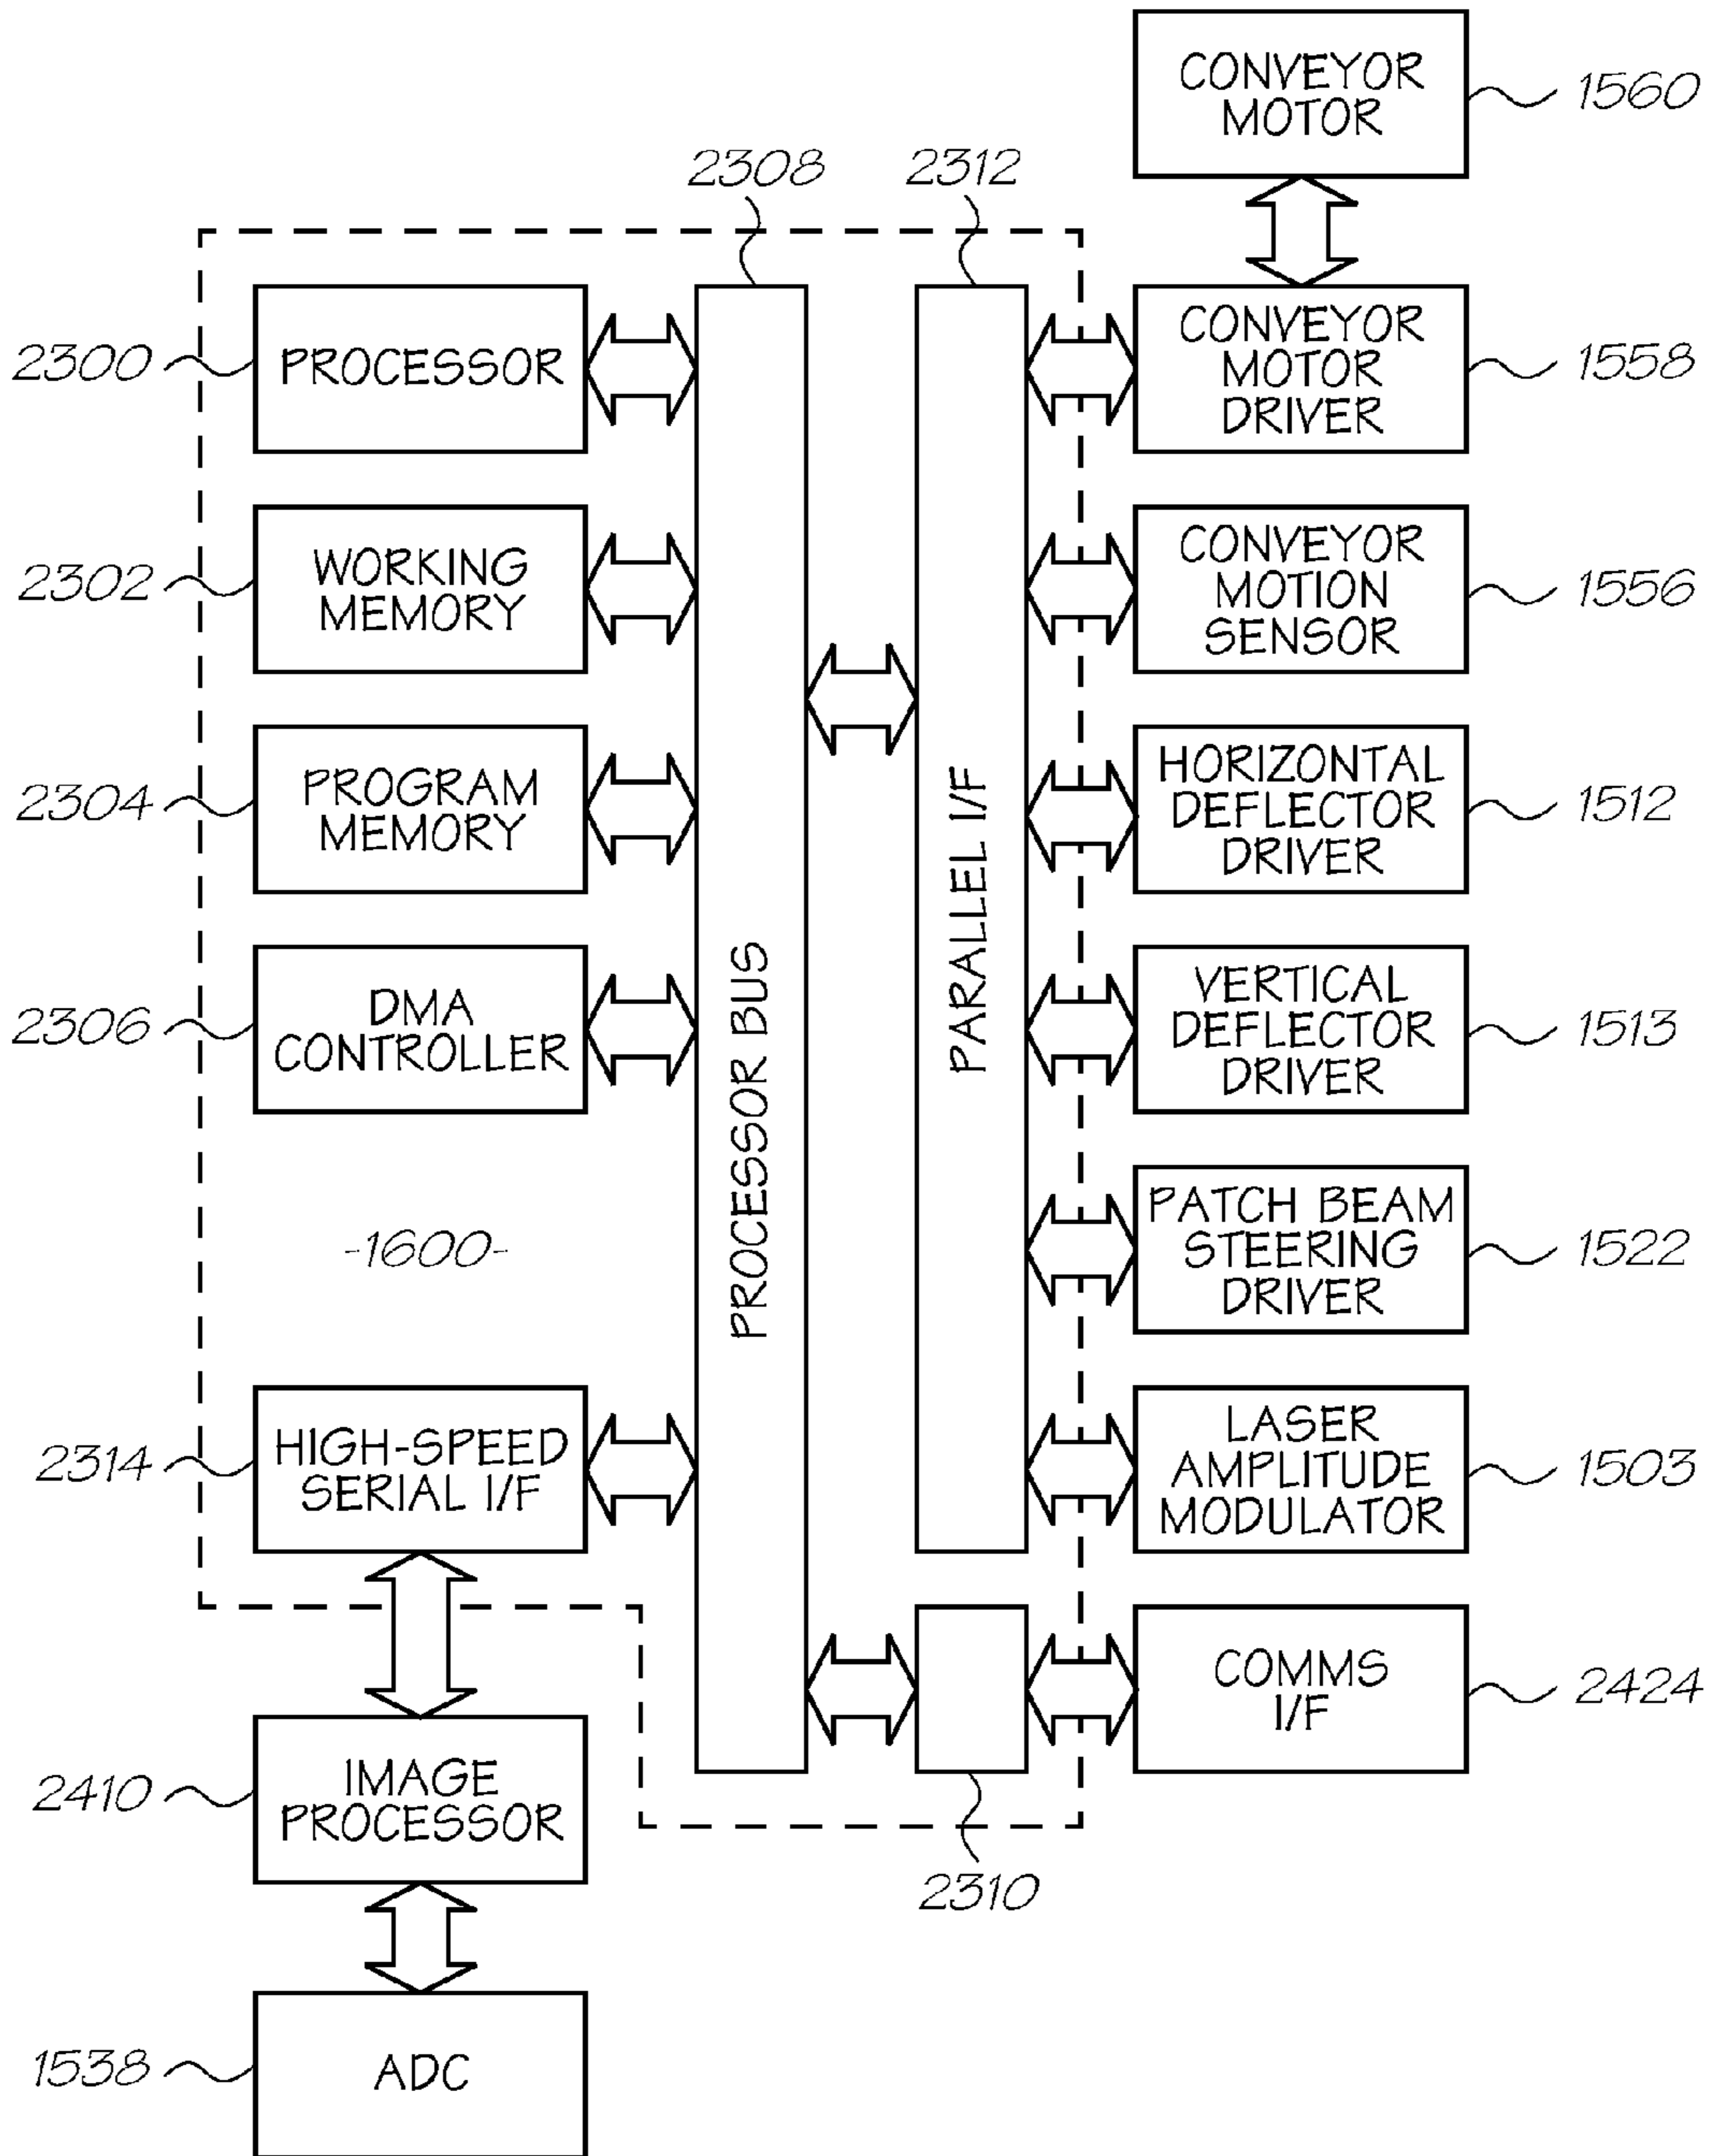 CONVEYOR
MOTOR
1560
2308
2312
2300
PROCESSOR
CONVEYOR
MOTOR
DRIVER
1558
2302
WORKING
MEMORY
CONVEYOR
MOTION
SENSOR
1556
2304
PROGRAM
MEMORY
HORIZONTAL
DEFLECTOR
DRIVER
1512
2306
DMA
CONTROLLER
PROCESSOR BUS
PARALLEL I/F
VERTICAL
DEFLECTOR
DRIVER
1513
-1600-
PATCH BEAM
STEERING
DRIVER
1522
2314
HIGH-SPEED
SERIAL I/F
LASER
AMPLITUDE
MODULATOR
1503
COMMS
I/F
2424
2410
IMAGE
PROCESSOR
2310
1538
ADC